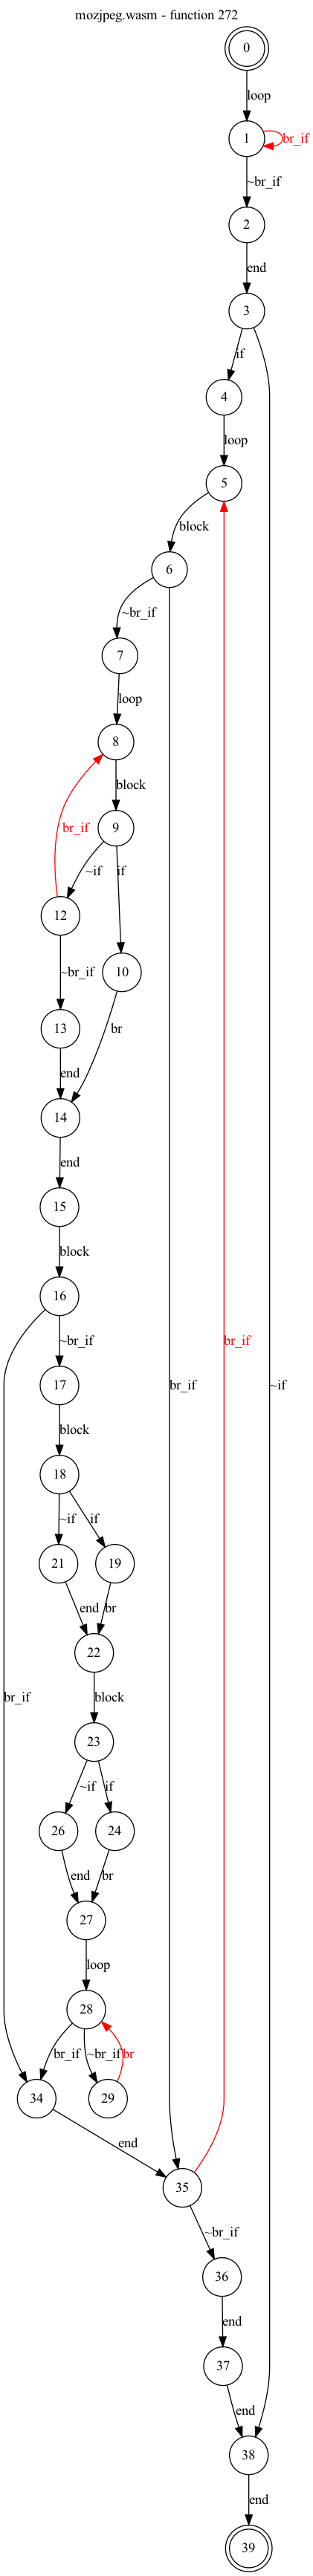 mozjpeg.wasm - function 272
0
loop
1
br_if
~br_if
2
end
3
if
4
loop
5
block
6
~br_if
7
loop
8
block
br_if
9
~if
if
12
10
~br_if
br
13
end
14
end
15
block
16
br_if
~br_if
br_if
~if
17
block
18
~if
if
21
19
end
br
22
br_if
block
23
~if
if
26
24
end
br
27
loop
28
br_if
~br_if
br
34
29
end
35
~br_if
36
end
37
end
38
end
39